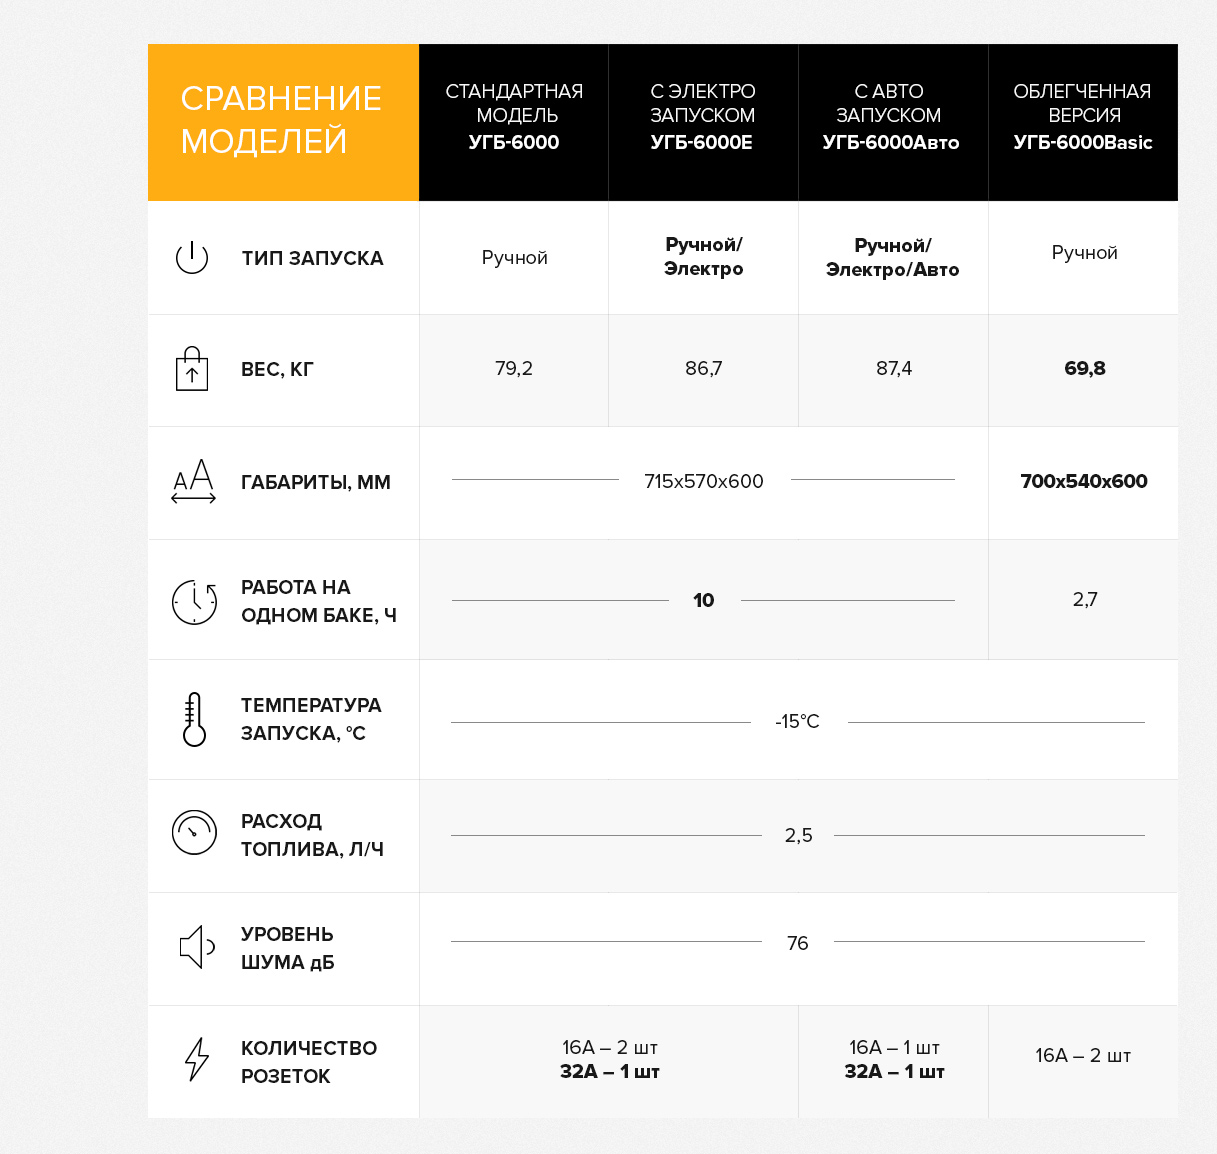 СРАВНЕНИЕ
МОДЕЛЕЙ
СТАНДАРТНАЯ
МОДЕЛЬ
УГБ-6000
С ЭЛЕКТРО
ЗАПУСКОМ
УГБ-6000Е
С АВТО
ЗАПУСКОМ
УГБ-6000Авто
ОБЛЕГЧЕННАЯ
ВЕРСИЯ
УГБ-6000Basic
ТИП ЗАПУСКА
Ручной
Ручной/
Электро
Ручной/
Электро/Авто
Ручной
ВЕС, КГ
79,2
86,7
87,4
69,8
ГАБАРИТЫ, ММ
715x570x600
700x540x600
РАБОТА НА
ОДНОМ БАКЕ, Ч
10
2,7
ТЕМПЕРАТУРА
ЗАПУСКА, °С
-15°С
РАСХОД
ТОПЛИВА, Л/Ч
2,5
УРОВЕНЬ
ШУМА дБ
76
КОЛИЧЕСТВО
РОЗЕТОК
16А – 2 шт
32А – 1 шт
16А – 1 шт
32А – 1 шт
16А – 2 шт